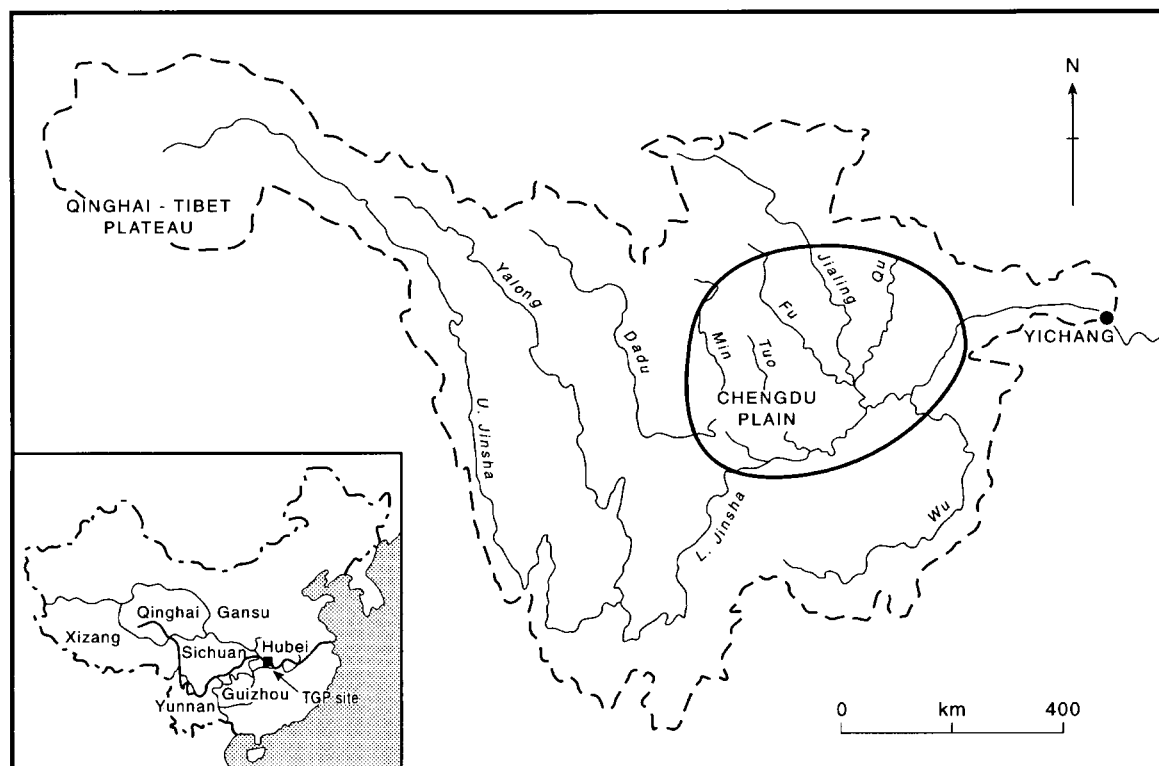 N
QINGHAI - TIBET
PLATEAU
Yalong
Dadu
Min
Tuo
Fu
Jialing
Qu
YICHANG
CHENGDU
PLAIN
U. Jinsha
L. Jinsha
Wu
Qinghai
Gansu
Xizang
Sichuan
Hubei
Guizhou
TGP site
Yunnan
0 km 400